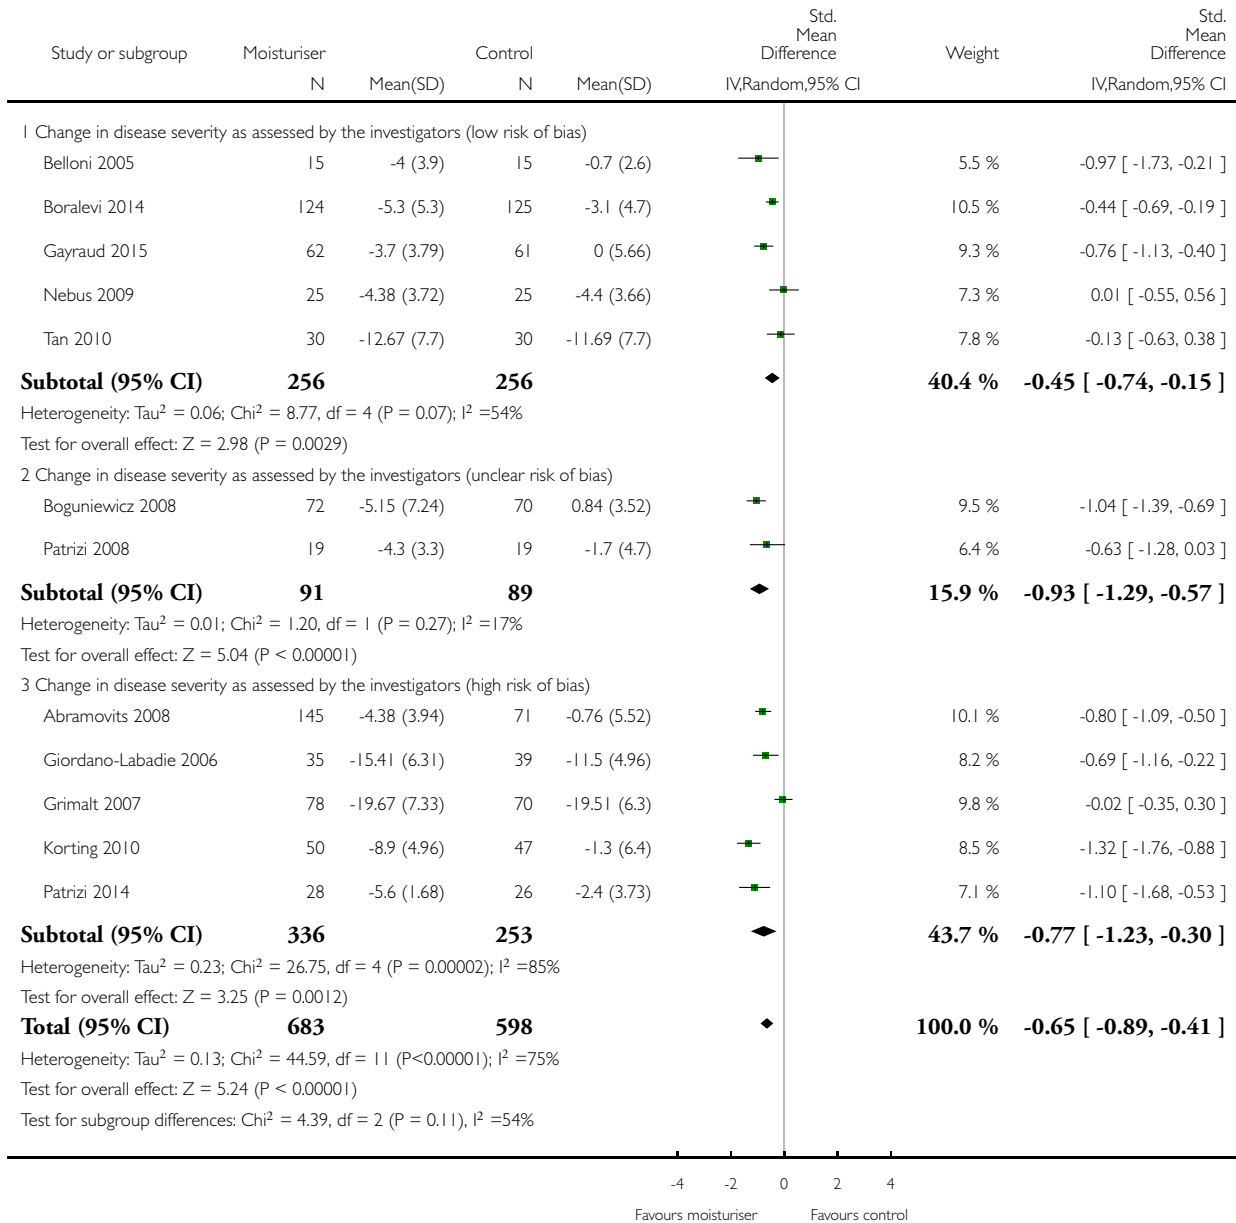 Study or subgroup Moisturiser Control Std. Mean Difference Weight Std. Mean Difference
N Mean(SD) N Mean(SD) IV,Random,95% CI IV,Random,95% CI
1 Change in disease severity as assessed by the investigators (low risk of bias)
Belloni 2005 15 -4 (3.9) 15 -0.7 (2.6) 5.5 % -0.97 [ -1.73, -0.21 ]
Boralevi 2014 124 -5.3 (5.3) 125 -3.1 (4.7) 10.5 % -0.44 [ -0.69, -0.19 ]
Gayraud 2015 62 -3.7 (3.79) 61 0 (5.66) 9.3 % -0.76 [ -1.13, -0.40 ]
Nebus 2009 25 -4.38 (3.72) 25 -4.4 (3.66) 7.3 % 0.01 [ -0.55, 0.56 ]
Tan 2010 30 -12.67 (7.7) 30 -11.69 (7.7) 7.8 % -0.13 [ -0.63, 0.38 ]
Subtotal (95% CI) 256 256 40.4 % -0.45 [ -0.74, -0.15 ]
Heterogeneity: Tau² = 0.06; Chi² = 8.77, df = 4 (P = 0.07); I² =54%
Test for overall effect: Z = 2.98 (P = 0.0029)
2 Change in disease severity as assessed by the investigators (unclear risk of bias)
Boguniewicz 2008 72 -5.15 (7.24) 70 0.84 (3.52) 9.5 % -1.04 [ -1.39, -0.69 ]
Patrizi 2008 19 -4.3 (3.3) 19 -1.7 (4.7) 6.4 % -0.63 [ -1.28, 0.03 ]
Subtotal (95% CI) 91 89 15.9 % -0.93 [ -1.29, -0.57 ]
Heterogeneity: Tau² = 0.01; Chi² = 1.20, df = 1 (P = 0.27); I² =17%
Test for overall effect: Z = 5.04 (P < 0.00001)
3 Change in disease severity as assessed by the investigators (high risk of bias)
Abramovits 2008 145 -4.38 (3.94) 71 -0.76 (5.52) 10.1 % -0.80 [ -1.09, -0.50 ]
Giordano-Labadie 2006 35 -15.41 (6.31) 39 -11.5 (4.96) 8.2 % -0.69 [ -1.16, -0.22 ]
Grimalt 2007 78 -19.67 (7.33) 70 -19.51 (6.3) 9.8 % -0.02 [ -0.35, 0.30 ]
Korting 2010 50 -8.9 (4.96) 47 -1.3 (6.4) 8.5 % -1.32 [ -1.76, -0.88 ]
Patrizi 2014 28 -5.6 (1.68) 26 -2.4 (3.73) 7.1 % -1.10 [ -1.68, -0.53 ]
Subtotal (95% CI) 336 253 43.7 % -0.77 [ -1.23, -0.30 ]
Heterogeneity: Tau² = 0.23; Chi² = 26.75, df = 4 (P = 0.00002); I² =85%
Test for overall effect: Z = 3.25 (P = 0.0012)
Total (95% CI) 683 598 100.0 % -0.65 [ -0.89, -0.41 ]
Heterogeneity: Tau² = 0.13; Chi² = 44.59, df = 11 (P<0.00001); I² =75%
Test for overall effect: Z = 5.24 (P < 0.00001)
Test for subgroup differences: Chi² = 4.39, df = 2 (P = 0.11), I² =54%
-4 -2 0 2 4
Favours moisturiser Favours control